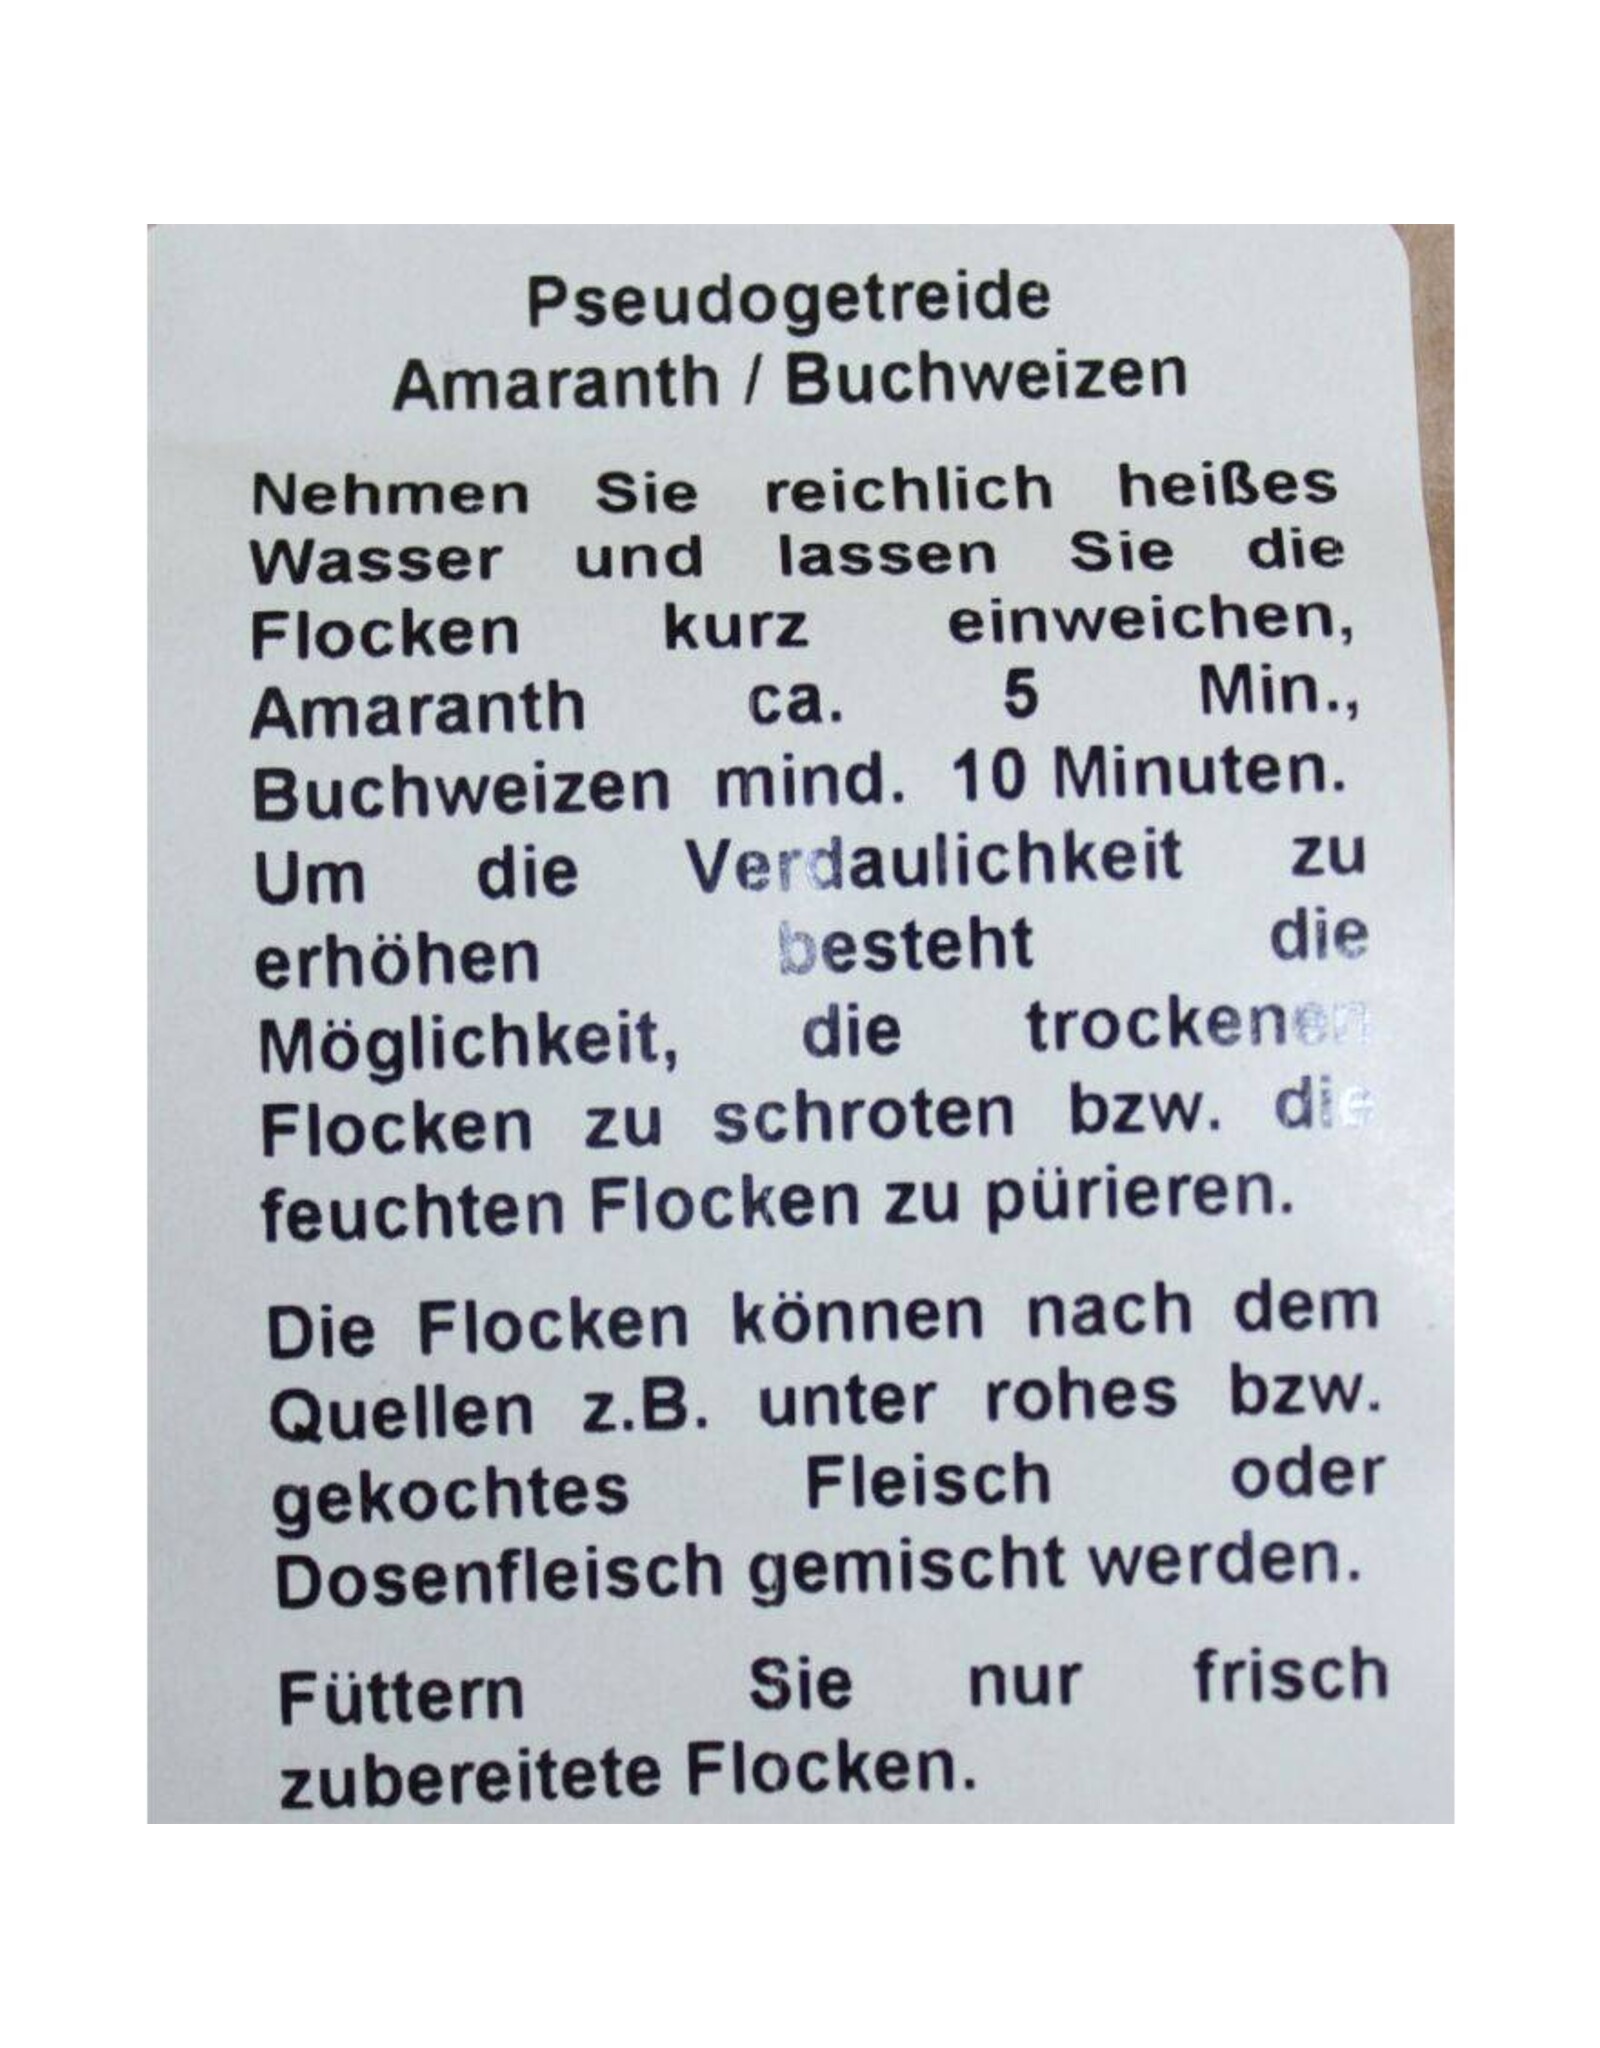 Pseudogetreide
Amaranth / Buchweizen
Nehmen Sie reichlich heißes
Wasser und lassen Sie die
Flocken kurz einweichen,
Amaranth ca. 5 Min.,
Buchweizen mind. 10 Minuten.
Um die Verdaulichkeit zu
erhöhen besteht die
Möglichkeit, die trockenen
Flocken zu schroten bzw. die
feuchten Flocken zu pürieren.
Die Flocken können nach dem
Quellen z.B. unter rohes bzw.
gekochtes Fleisch oder
Dosenfleisch gemischt werden.
Füttern Sie nur frisch
zubereitete Flocken.